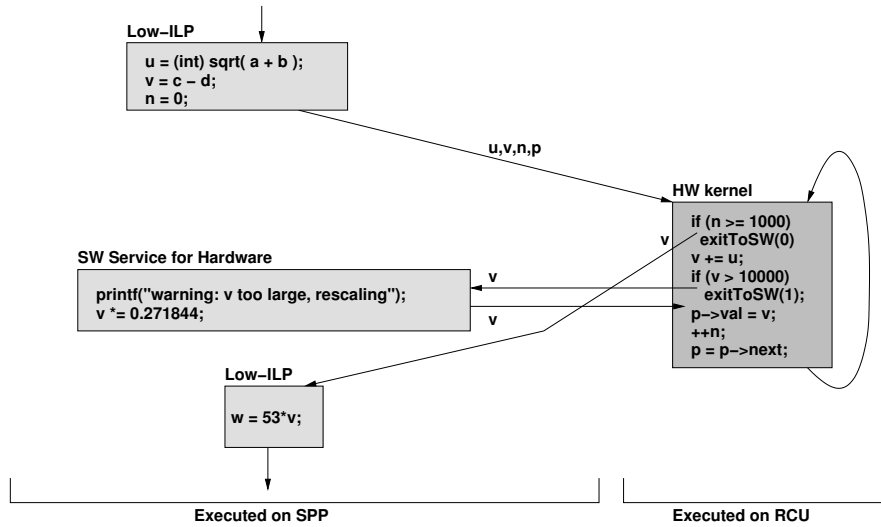 Low−ILP
u = (int) sqrt( a + b );
v = c − d;
n = 0;
u,v,n,p
HW kernel
if (n >= 1000)
exitToSW(0)
v += u;
if (v > 10000)
exitToSW(1);
p−>val = v;
++n;
p = p−>next;
v
SW Service for Hardware
printf("warning: v too large, rescaling");
v *= 0.271844;
v
v
Low−ILP
w = 53*v;
Executed on SPP
Executed on RCU